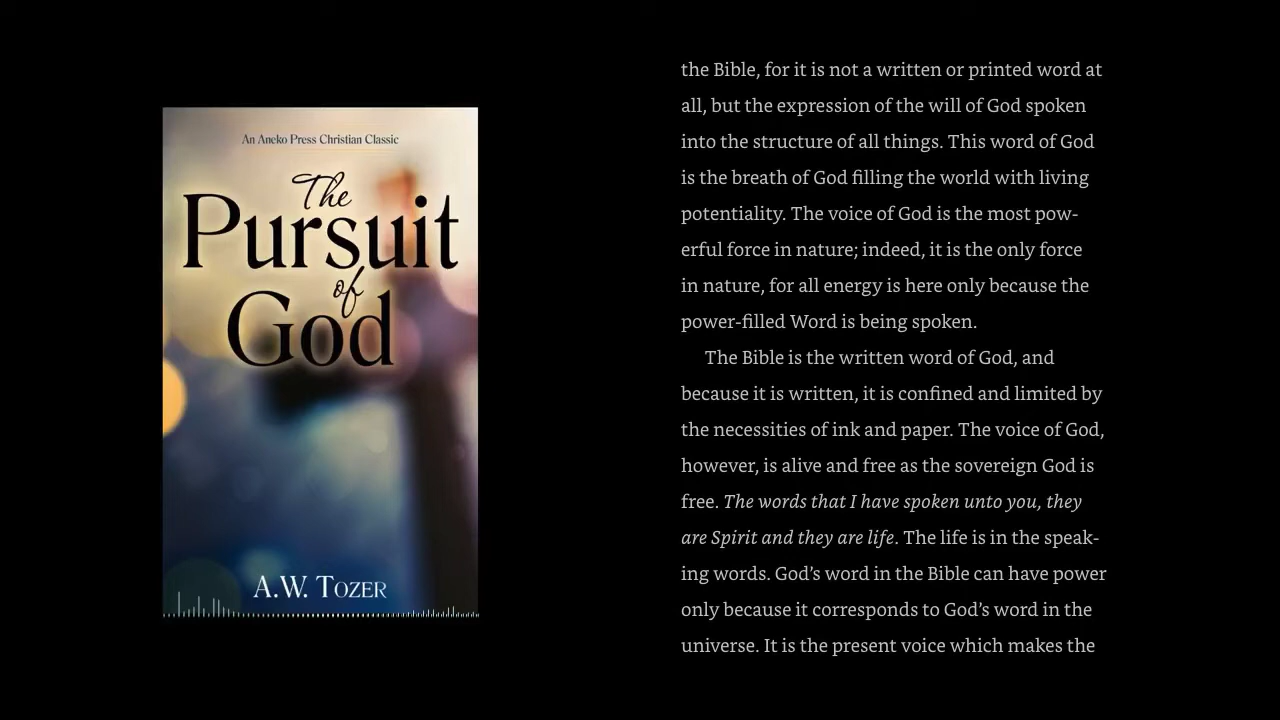 An Aneko Press Christian Classic
The
Pursuit
of
God
A.W. Tozer
the Bible, for it is not a written or printed word at
all, but the expression of the will of God spoken
into the structure of all things. This word of God
is the breath of God filling the world with living
potentiality. The voice of God is the most pow-
erful force in nature; indeed, it is the only force
in nature, for all energy is here only because the
power-filled Word is being spoken.
The Bible is the written word of God, and
because it is written, it is confined and limited by
the necessities of ink and paper. The voice of God,
however, is alive and free as the sovereign God is
free. The words that I have spoken unto you, they
are Spirit and they are life. The life is in the speak-
ing words. God’s word in the Bible can have power
only because it corresponds to God’s word in the
universe. It is the present voice which makes the